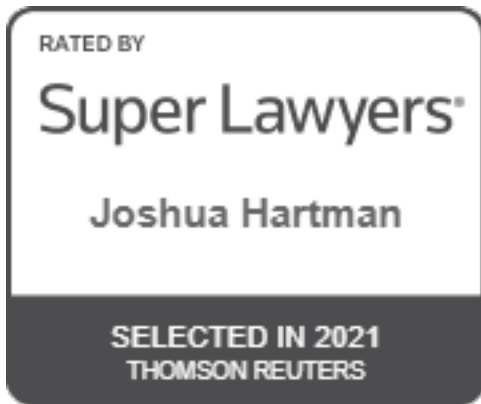 RATED BY
Super Lawyers®
Joshua Hartman
SELECTED IN 2021
THOMSON REUTERS